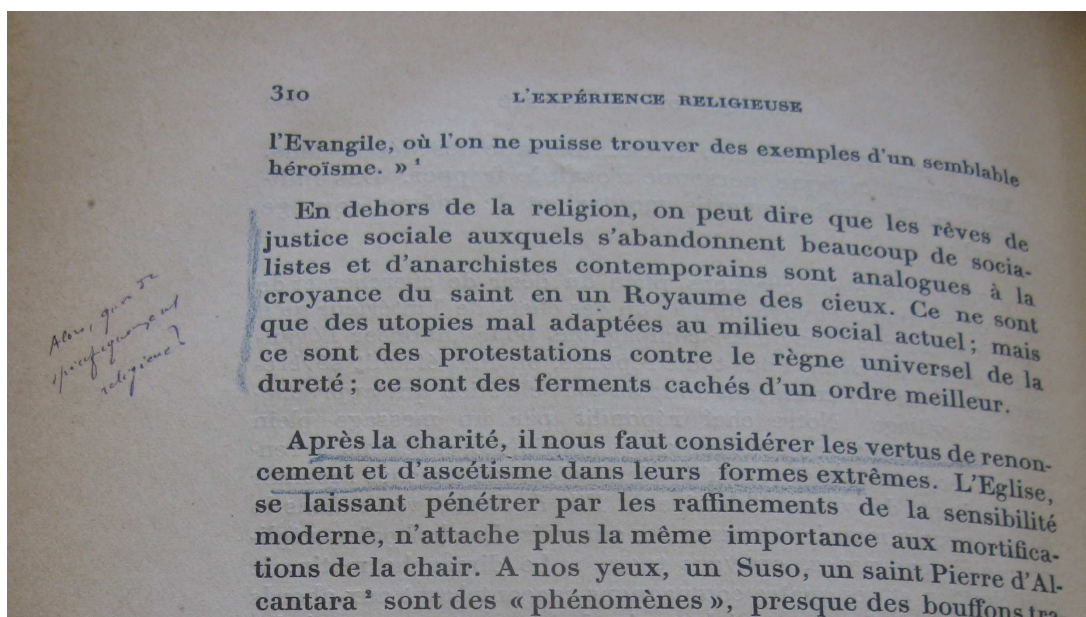 310
L'EXPÉRIENCE RELIGIEUSE
l'Evangile, où l'on ne puisse trouver des exemples d'un semblable
héroïsme. » ¹
En dehors de la religion, on peut dire que les rêves de
justice sociale auxquels s'abandonnent beaucoup de socia-
listes et d'anarchistes contemporains sont analogues à la
croyance du saint en un Royaume des cieux. Ce ne sont
que des utopies mal adaptées au milieu social actuel ; mais
ce sont des protestations contre le règne universel de la
dureté ; ce sont des ferments cachés d'un ordre meilleur.
Alors, quoi de
spécifiquement
religieux ?
Après la charité, il nous faut considérer les vertus de renon-
cement et d'ascétisme dans leurs formes extrêmes. L'Eglise,
se laissant pénétrer par les raffinements de la sensibilité
moderne, n'attache plus la même importance aux mortifica-
tions de la chair. A nos yeux, un Suso, un saint Pierre d'Al-
cantara ² sont des « phénomènes », presque des bouffons tra-